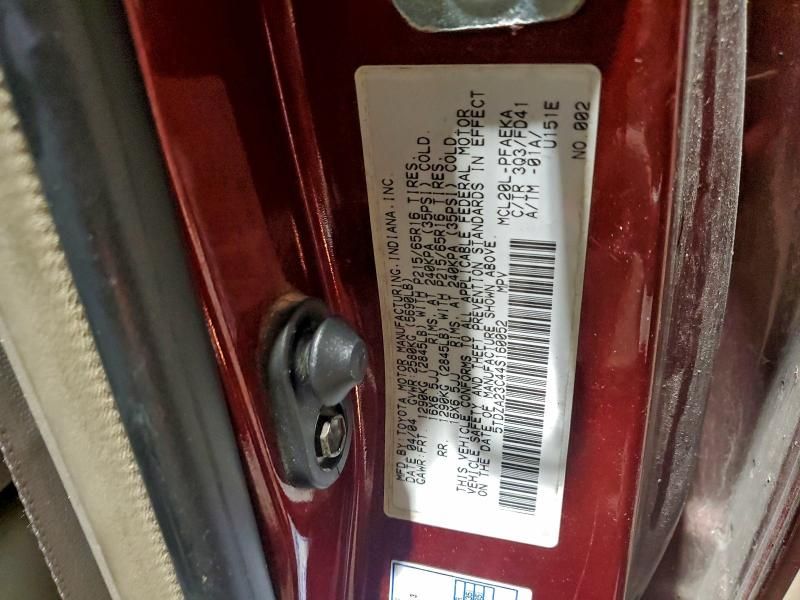 MFD.BY:TOYOTA MOTOR MANUFACTURING.INDIANA.INC.
DATE 04/04 GVWR:2580KG (5690LB)
GAWR:FRT 1290KG (2845LB) WITH P215/65R16 TIRES.
16X6.5JJ RIMS. AT 240KPA (35PSI) COLD.
RR. 1290KG (2845LB) WITH P215/65R16 TIRES.
16X6.5JJ RIMS. AT 240KPA (35PSI) COLD.
THIS VEHICLE CONFORMS TO ALL APPLICABLE FEDERAL MOTOR
VEHICLE SAFETY AND THEFT PREVENTION STANDARDS IN EFFECT
ON THE DATE OF MANUFACTURE SHOWN ABOVE.
5TDZA23C44S160052 MPV
MCL20L-PFAEKA
C/TR 3Q3/FD41
A/TM -01A/
U151E
NO.002